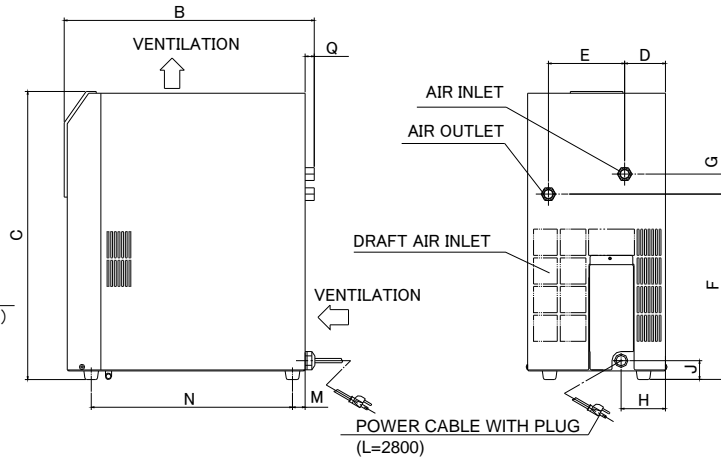 B
VENTILATION
Q
E
D
AIR INLET
AIR OUTLET
G
C
DRAFT AIR INLET
F
VENTILATION
)
J
N
M
H
POWER CABLE WITH PLUG
(L=2800)